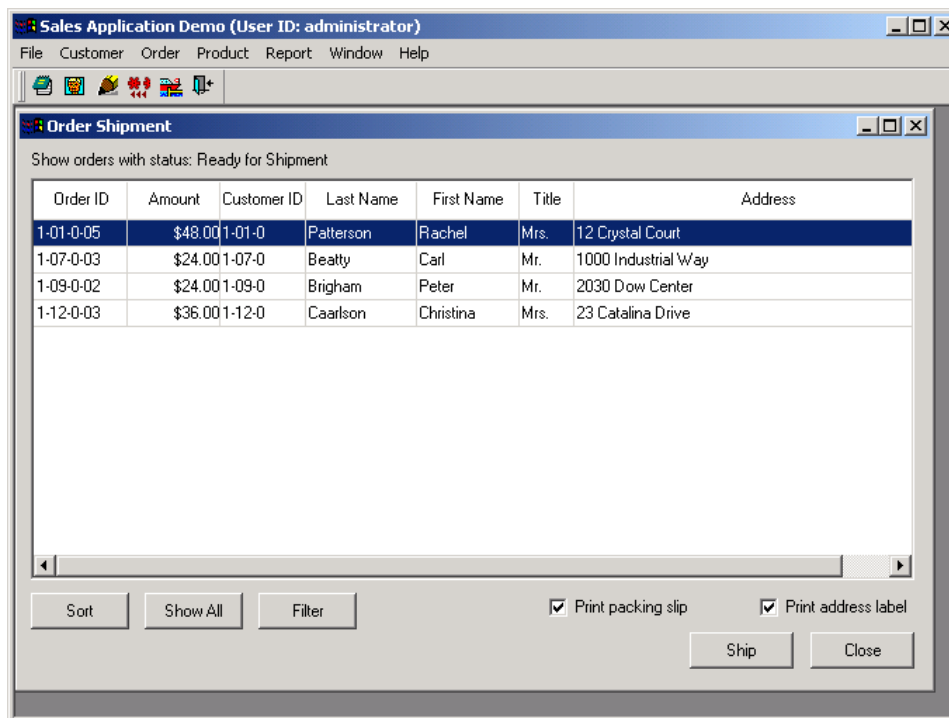 Sales Application Demo (User ID: administrator)
File Customer Order Product Report Window Help
Order Shipment
Show orders with status: Ready for Shipment
Order ID Amount Customer ID Last Name First Name Title Address
1-01-0-05 $48.00 1-01-0 Patterson Rachel Mrs. 12 Crystal Court
1-07-0-03 $24.00 1-07-0 Beatty Carl Mr. 1000 Industrial Way
1-09-0-02 $24.00 1-09-0 Brigham Peter Mr. 2030 Dow Center
1-12-0-03 $36.00 1-12-0 Caarlson Christina Mrs. 23 Catalina Drive
Sort Show All Filter Print packing slip Print address label
Ship Close